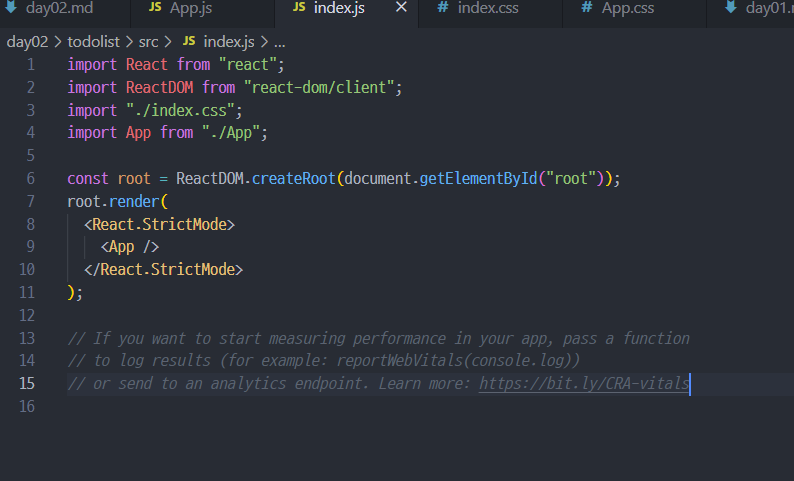 day02.md JS App.js JS index.js × # index.css # App.css day01.
day02 > todolist > src > JS index.js > ...
1 import React from "react";
2 import ReactDOM from "react-dom/client";
3 import "./index.css";
4 import App from "./App";
5
6 const root = ReactDOM.createRoot(document.getElementById("root"));
7 root.render(
8 <React.StrictMode>
9 <App />
10 </React.StrictMode>
11 );
12
13 // If you want to start measuring performance in your app, pass a function
14 // to log results (for example: reportWebVitals(console.log))
15 // or send to an analytics endpoint. Learn more: https://bit.ly/CRA-vitals
16